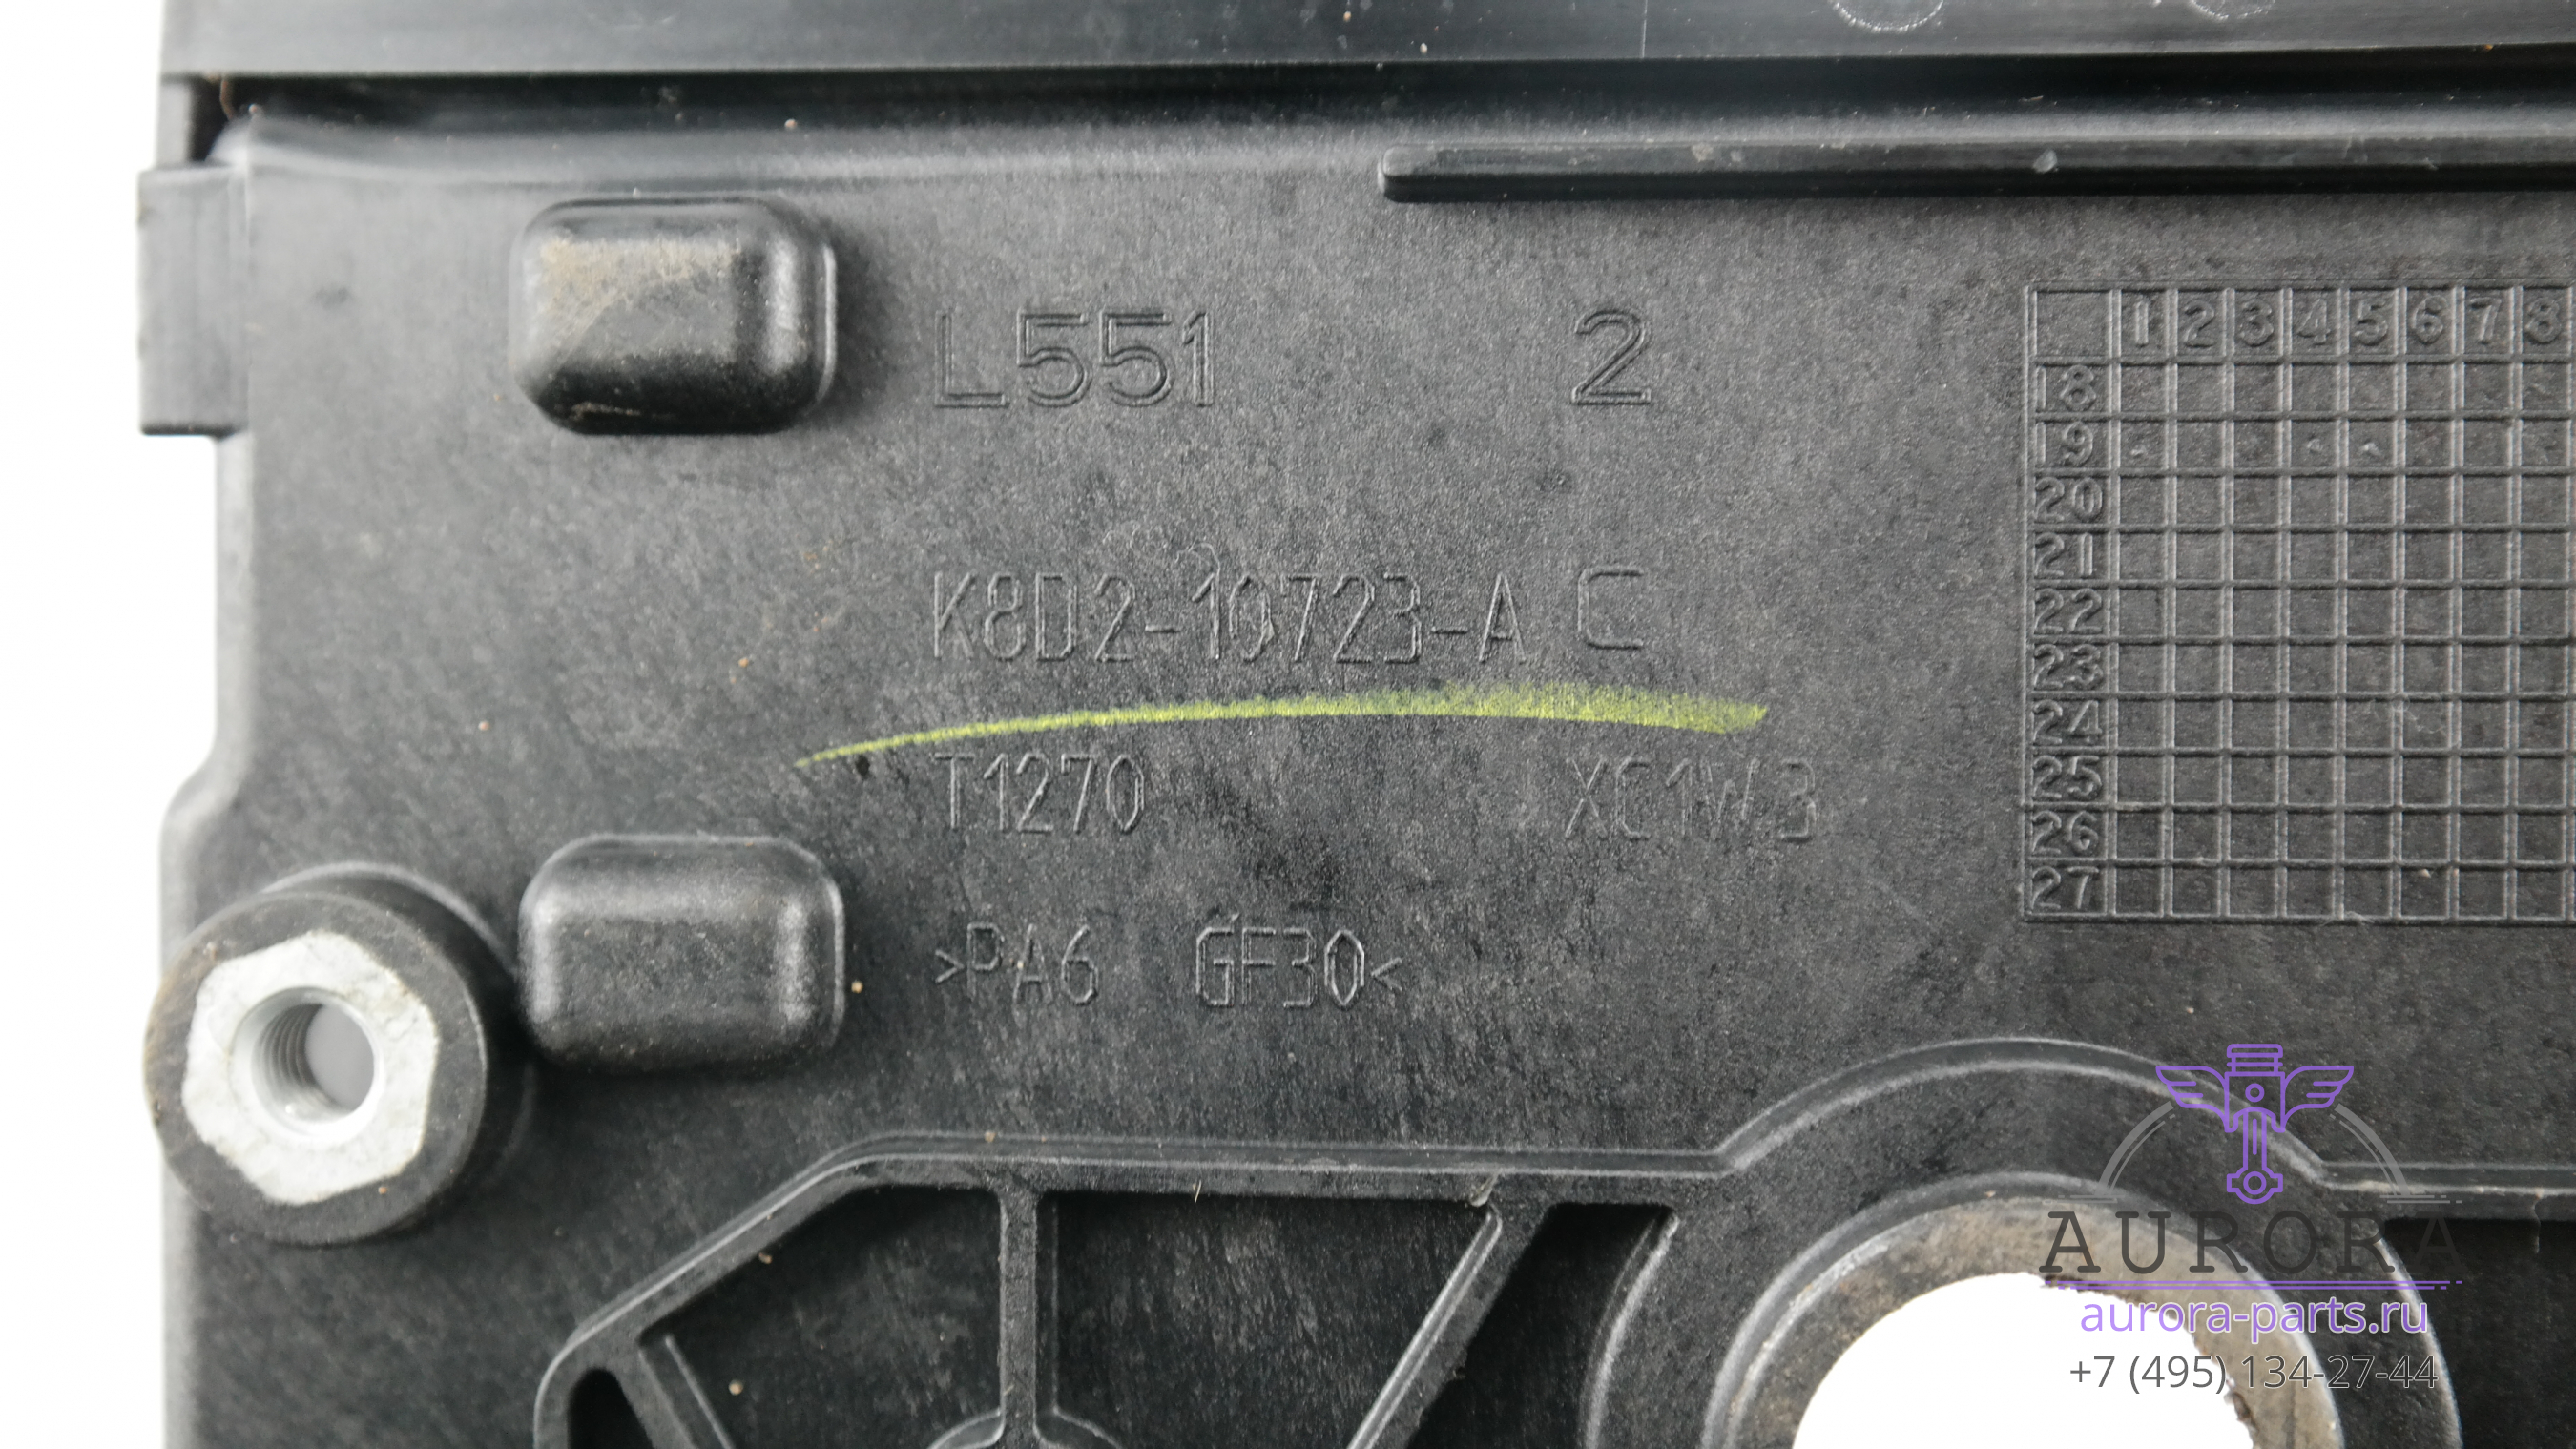 L551 2
K8D2-10723-A C
T1270 XC1W3
>PA6 GF30<
1 2 3 4 5 6 7 8
18
19
20
21
22
23
24
25
26
27
AURORA
aurora-parts.ru
+7 (495) 134-27-44